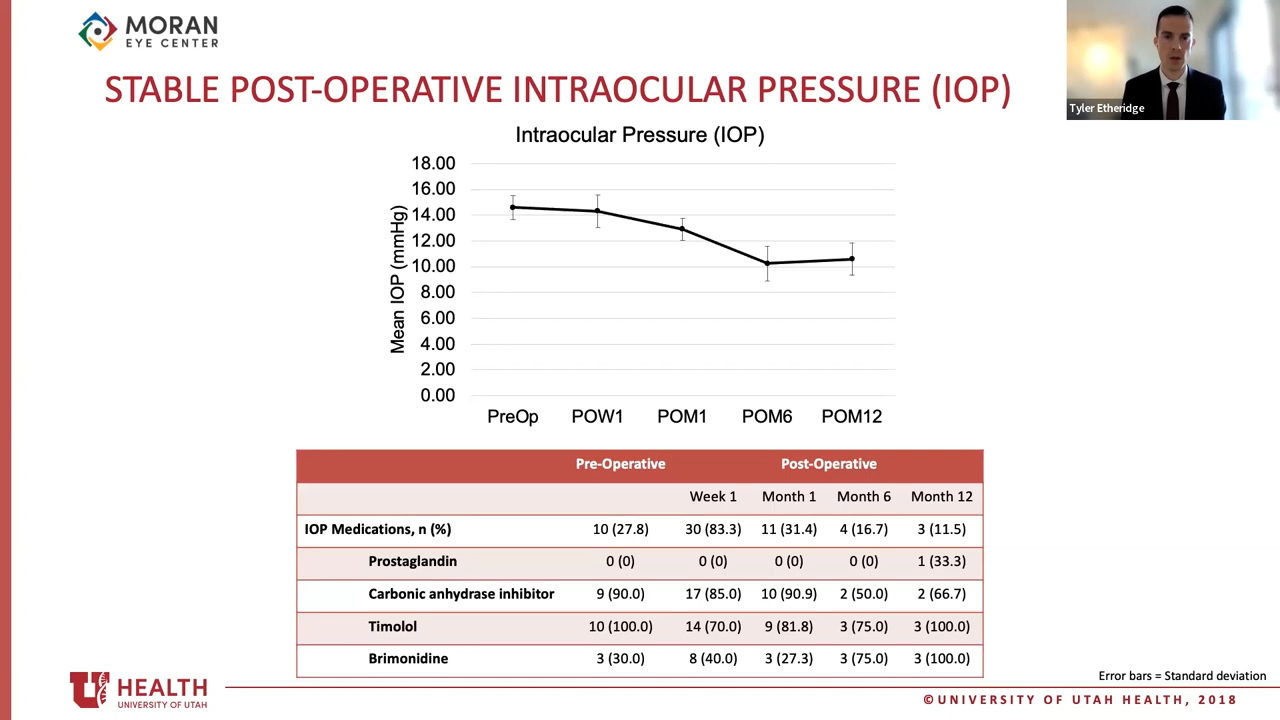 MORAN
EYE CENTER
Tyler Etheridge
STABLE POST-OPERATIVE INTRAOCULAR PRESSURE (IOP)
Intraocular Pressure (IOP)
Mean IOP (mmHg)
18.00
16.00
14.00
12.00
10.00
8.00
6.00
4.00
2.00
0.00
PreOp POW1 POM1 POM6 POM12
Pre-Operative Post-Operative
Week 1 Month 1 Month 6 Month 12
IOP Medications, n (%) 10 (27.8) 30 (83.3) 11 (31.4) 4 (16.7) 3 (11.5)
Prostaglandin 0 (0) 0 (0) 0 (0) 0 (0) 1 (33.3)
Carbonic anhydrase inhibitor 9 (90.0) 17 (85.0) 10 (90.9) 2 (50.0) 2 (66.7)
Timolol 10 (100.0) 14 (70.0) 9 (81.8) 3 (75.0) 3 (100.0)
Brimonidine 3 (30.0) 8 (40.0) 3 (27.3) 3 (75.0) 3 (100.0)
Error bars = Standard deviation
U HEALTH
UNIVERSITY OF UTAH
©UNIVERSITY OF UTAH HEALTH, 2018